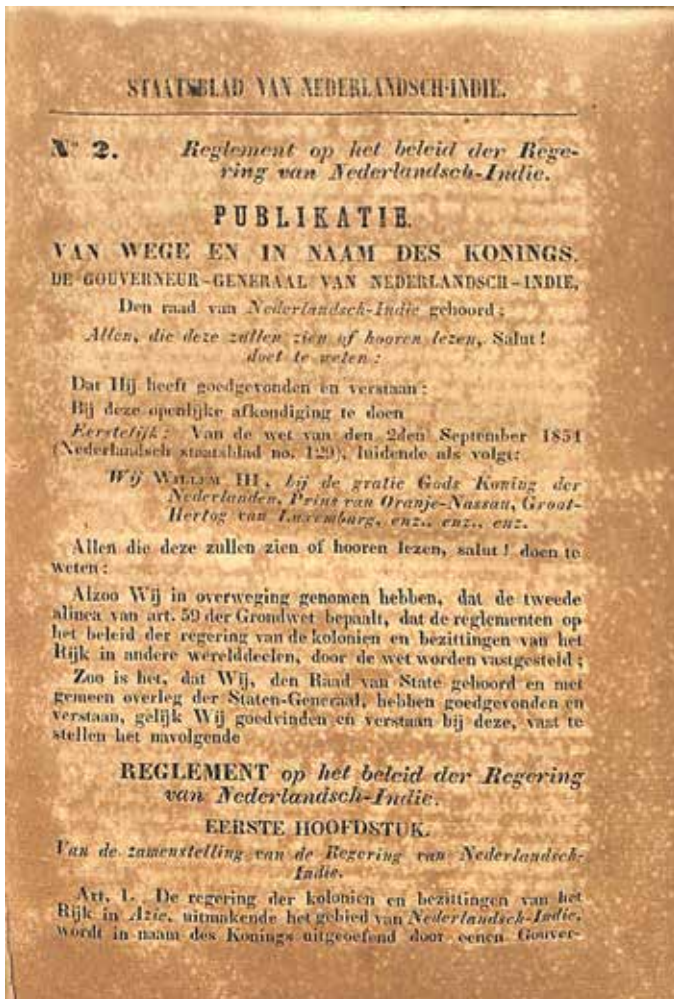 STAATSBLAD VAN NEDERLANDSCH-INDIE.
No 2. Reglement op het beleid der Rege-
ring van Nederlandsch-Indie.
PUBLIKATIE.
VAN WEGE EN IN NAAM DES KONINGS.
DE GOUVERNEUR-GENERAAL VAN NEDERLANDSCH-INDIE,
Den raad van Nederlandsch-Indie gehoord;
Allen, die deze zullen zien of hooren lezen, Salut!
doet te weten:
Dat Hij heeft goedgevonden en verstaan:
Bij deze openlijke afkondiging te doen
Eerstelijk: Van de wet van den 2den September 1854
(Nederlandsch staatsblad no. 129), luidende als volgt:
Wij WILLEM III, bij de gratie Gods Koning der
Nederlanden, Prins van Oranje-Nassau, Groot-
Hertog van Luxemburg, enz., enz., enz.
Allen die deze zullen zien of hooren lezen, salut! doen te
weten:
Alzoo Wij in overweging genomen hebben, dat de tweede
alinea van art. 59 der Grondwet bepaalt, dat de reglementen op
het beleid der regering van de kolonien en bezittingen van het
Rijk in andere werelddeelen, door de wet worden vastgesteld;
Zoo is het, dat Wij, den Raad van State gehoord en met
gemeen overleg der Staten-Generaal, hebben goedgevonden en
verstaan, gelijk Wij goedvinden en verstaan bij deze, vast te
stellen het navolgende
REGLEMENT op het beleid der Regering
van Nederlandsch-Indie.
EERSTE HOOFDSTUK.
Van de zamenstelling van de Regering van Nederlandsch-
Indie.
Art. 1. De regering der kolonien en bezittingen van het
Rijk in Azie, uitmakende het gebied van Nederlandsch-Indie,
wordt in naam des Konings uitgeoefend door eenen Gouver-